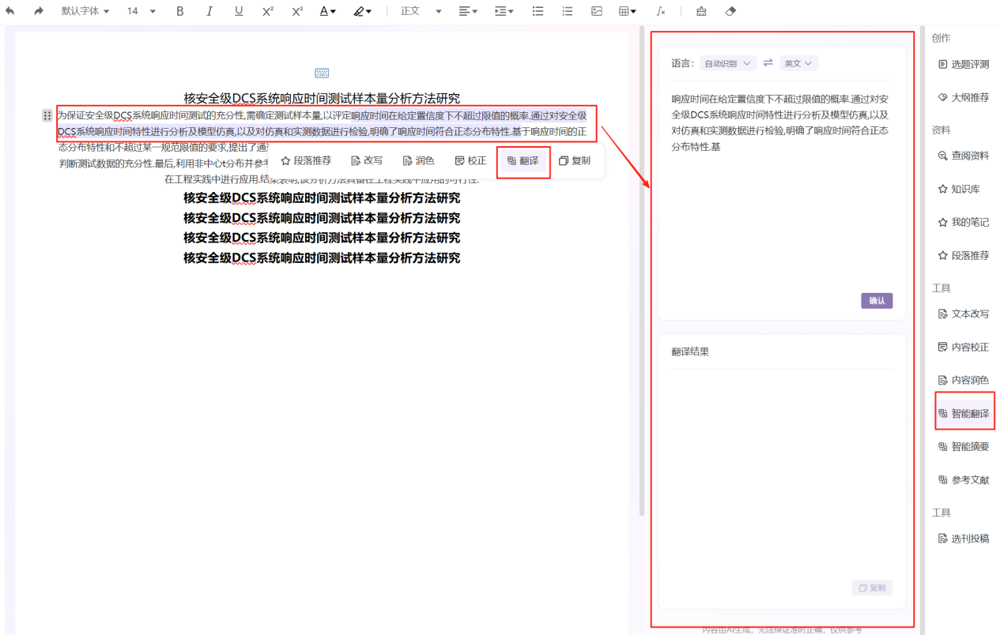 默认字体 14 B I U X² X² A 正文
核安全级DCS系统响应时间测试样本量分析方法研究
为保证安全级DCS系统响应时间测试的充分性,需确定测试样本量,以评定响应时间在给定置信度下不超过限值的概率.通过对安全级
DCS系统响应时间特性进行分析及模型仿真,以及对仿真和实测数据进行检验,明确了响应时间符合正态分布特性.基于响应时间的正
态分布特性和不超过某一规范限值的要求,提出了通
判断测试数据的充分性.最后,利用非中心t分布并参
段落推荐 改写 润色 校正 翻译 复制
在工程实践中进行应用.结果表明,该分析方法具备在工程实践中应用的可行性.
核安全级DCS系统响应时间测试样本量分析方法研究
核安全级DCS系统响应时间测试样本量分析方法研究
核安全级DCS系统响应时间测试样本量分析方法研究
核安全级DCS系统响应时间测试样本量分析方法研究
语言: 自动识别 英文
响应时间在给定置信度下不超过限值的概率.通过对安
全级DCS系统响应时间特性进行分析及模型仿真,以及
对仿真和实测数据进行检验,明确了响应时间符合正态
分布特性.基
确认
翻译结果
复制
内容由AI生成，无法保证准时正确，仅供参考
创作
选题评测
大纲推荐
资料
查阅资料
知识库
我的笔记
段落推荐
工具
文本改写
内容校正
内容润色
智能翻译
智能摘要
参考文献
工具
选刊投稿